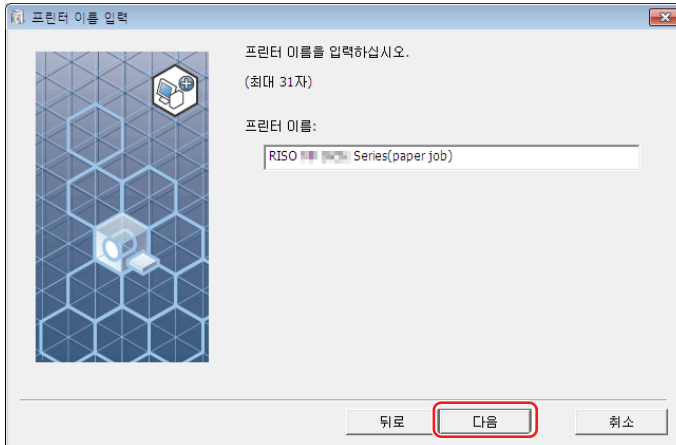 프린터 이름 입력
프린터 이름을 입력하십시오.
(최대 31자)
프린터 이름:
RISO Series(paper job)
뒤로
다음
취소